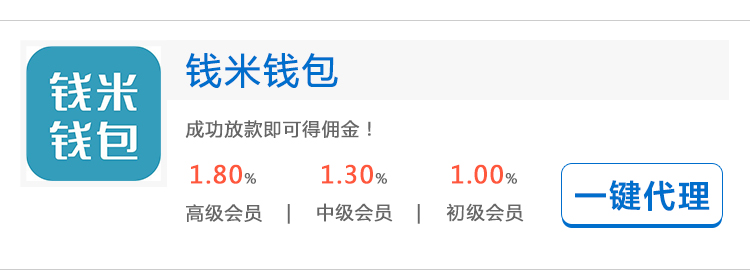 钱米
钱包
钱米钱包
成功放款即可得佣金！
1.80% 1.30% 1.00%
高级会员 | 中级会员 | 初级会员
一键代理